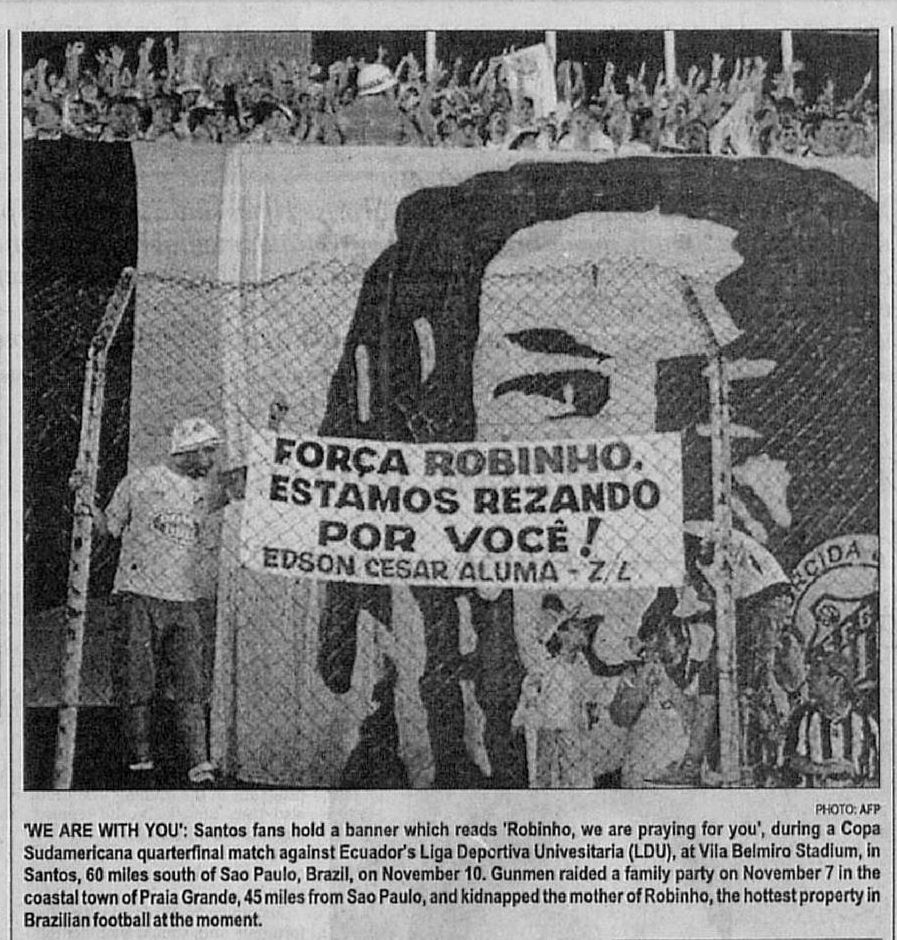 FORÇA ROBINHO.
ESTAMOS REZANDO
POR VOCÊ!
EDSON CESAR ALUMA - Z/L
RCIDA
PHOTO: AFP
'WE ARE WITH YOU': Santos fans hold a banner which reads 'Robinho, we are praying for you', during a Copa
Sudamericana quarterfinal match against Ecuador's Liga Deportiva Univesitaria (LDU), at Vila Belmiro Stadium, in
Santos, 60 miles south of Sao Paulo, Brazil, on November 10. Gunmen raided a family party on November 7 in the
coastal town of Praia Grande, 45 miles from Sao Paulo, and kidnapped the mother of Robinho, the hottest property in
Brazilian football at the moment.